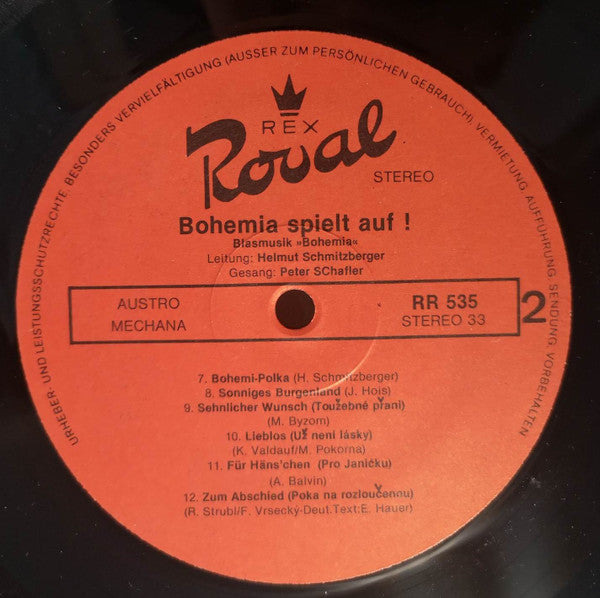 URHEBER- UND LEISTUNGSSCHUTZRECHTE, BESONDERS VERVIELFÄLTIGUNG (AUSSER ZUM PERSÖNLICHEN GEBRAUCH), VERMIETUNG, AUFFÜHRUNG, SENDUNG, VORBEHALTEN
REX
Royal
STEREO
Bohemia spielt auf !
Blasmusik »Bohemia«
Leitung: Helmut Schmitzberger
Gesang: Peter SChafler
AUSTRO
MECHANA
RR 535
STEREO 33
2
7. Bohemi-Polka (H. Schmitzberger)
8. Sonniges Burgenland (J. Hois)
9. Sehnlicher Wunsch (Toužebné přani)
(M. Byzom)
10. Lieblos (Už neni lásky)
(K. Valdauf/M. Pokorna)
11. Für Häns'chen (Pro Janičku)
(A. Balvin)
12. Zum Abschied (Poka na rozloučennu)
(R. Strubl/F. Vrsecký-Deut.Text:E. Hauer)